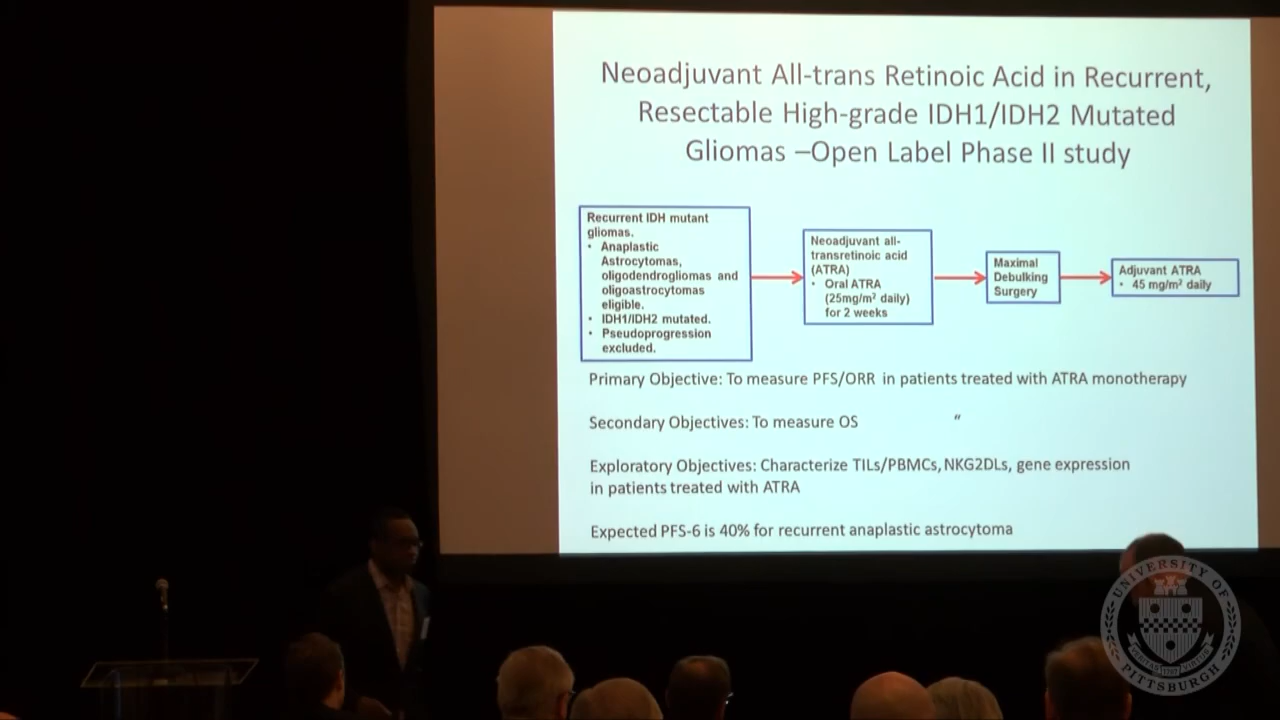 Neoadjuvant All-trans Retinoic Acid in Recurrent,
Resectable High-grade IDH1/IDH2 Mutated
Gliomas –Open Label Phase II study
Recurrent IDH mutant
gliomas.
• Anaplastic
Astrocytomas,
oligodendrogliomas and
oligoastrocytomas
eligible.
• IDH1/IDH2 mutated.
• Pseudoprogression
excluded.
Neoadjuvant all-
transretinoic acid
(ATRA)
• Oral ATRA
(25mg/m² daily)
for 2 weeks
Maximal
Debulking
Surgery
Adjuvant ATRA
• 45 mg/m² daily
Primary Objective: To measure PFS/ORR in patients treated with ATRA monotherapy
Secondary Objectives: To measure OS "
Exploratory Objectives: Characterize TILs/PBMCs, NKG2DLs, gene expression
in patients treated with ATRA
Expected PFS-6 is 40% for recurrent anaplastic astrocytoma
UNIVERSITY OF
PITTSBURGH